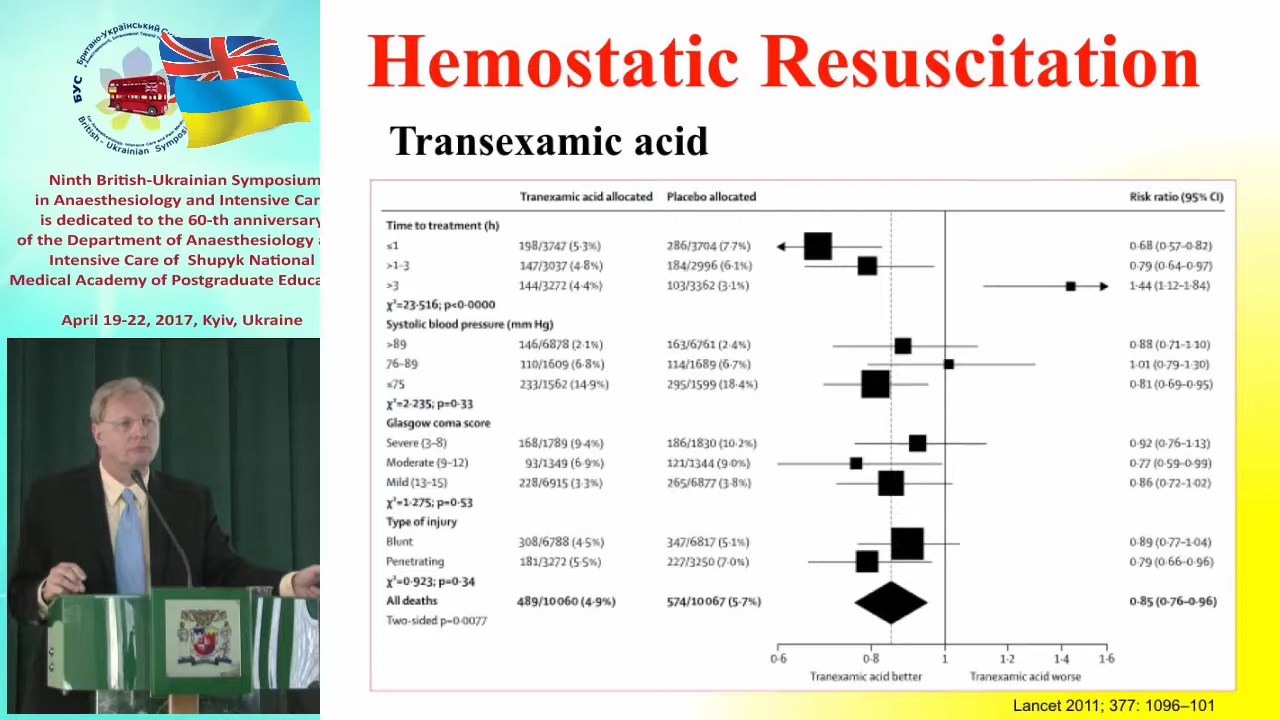 Британо-Український Си
БУС
British - Ukrainian Symposi
Ninth British-Ukrainian Symposium
in Anaesthesiology and Intensive Car
is dedicated to the 60-th anniversary
of the Department of Anaesthesiology
Intensive Care of Shupyk National
Medical Academy of Postgraduate Educa
April 19-22, 2017, Kyiv, Ukraine
Hemostatic Resuscitation
Transexamic acid
Tranexamic acid allocated Placebo allocated Risk ratio (95% CI)
Time to treatment (h)
≤1 198/3747 (5·3%) 286/3704 (7·7%) 0·68 (0·57–0·82)
>1–3 147/3037 (4·8%) 184/2996 (6·1%) 0·79 (0·64–0·97)
>3 144/3272 (4·4%) 103/3362 (3·1%) 1·44 (1·12–1·84)
χ²=23·516; p<0·0000
Systolic blood pressure (mm Hg)
>89 146/6878 (2·1%) 163/6761 (2·4%) 0·88 (0·71–1·10)
76–89 110/1609 (6·8%) 114/1689 (6·7%) 1·01 (0·79–1·30)
≤75 233/1562 (14·9%) 295/1599 (18·4%) 0·81 (0·69–0·95)
χ²=2·235; p=0·33
Glasgow coma score
Severe (3–8) 168/1789 (9·4%) 186/1830 (10·2%) 0·92 (0·76–1·13)
Moderate (9–12) 93/1349 (6·9%) 121/1344 (9·0%) 0·77 (0·59–0·99)
Mild (13–15) 228/6915 (3·3%) 265/6877 (3·8%) 0·86 (0·72–1·02)
χ²=1·275; p=0·53
Type of injury
Blunt 308/6788 (4·5%) 347/6817 (5·1%) 0·89 (0·77–1·04)
Penetrating 181/3272 (5·5%) 227/3250 (7·0%) 0·79 (0·66–0·96)
χ²=0·923; p=0·34
All deaths 489/10060 (4·9%) 574/10067 (5·7%) 0·85 (0·76–0·96)
Two-sided p=0·0077
0·6 0·8 1 1·2 1·4 1·6
Tranexamic acid better Tranexamic acid worse
Lancet 2011; 377: 1096–101